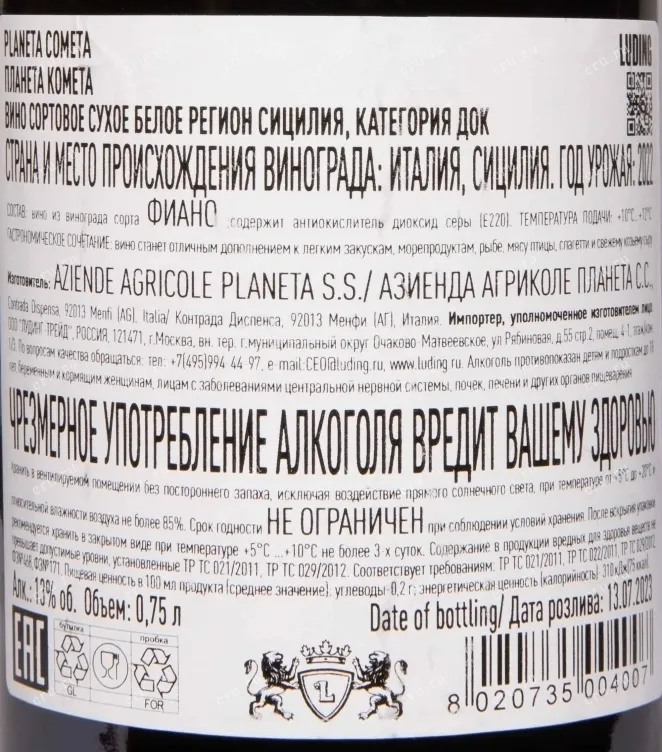 PLANETA COMETA
LUDING
ПЛАНЕТА КОМЕТА
ВИНО СОРТОВОЕ СУХОЕ БЕЛОЕ РЕГИОН СИЦИЛИЯ, КАТЕГОРИЯ ДОК
СТРАНА И МЕСТО ПРОИСХОЖДЕНИЯ ВИНОГРАДА: ИТАЛИЯ, СИЦИЛИЯ. ГОД УРОЖАЯ: 2022
СОСТАВ: вино из винограда сорта ФИАНО содержит антиокислитель диоксид серы (Е220). ТЕМПЕРАТУРА ПОДАЧИ: +10°С...+12°С
ГАСТРОНОМИЧЕСКОЕ СОЧЕТАНИЕ: вино станет отличным дополнением к легким закускам, морепродуктам, рыбе, мясу птицы, спагетти и свежему козьему сыру
Изготовитель: AZIENDE AGRICOLE PLANETA S.S./ АЗИЕНДА АГРИКОЛЕ ПЛАНЕТА С.С.,
Contrada Dispensa, 92013 Menfi (AG), Italia/ Контрада Диспенса, 92013 Менфи (АГ), Италия. Импортер, уполномоченное изготовителем лицо:
ООО "ЛУДИНГ-ТРЕЙД", РОССИЯ, 121471, г.Москва, вн. тер. г.муниципальный округ Очаково-Матвеевское, ул Рябиновая, д.55 стр 2, помещ. 4-1, этаж/ком
1/0. По вопросам качества обращаться: тел: +7(495)994-44-97, e-mail:CEO@luding.ru, www.luding.ru. Алкоголь противопоказан детям и подросткам до 18
лет, беременным и кормящим женщинам, лицам с заболеваниями центральной нервной системы, почек, печени и других органов пищеварения
ЧРЕЗМЕРНОЕ УПОТРЕБЛЕНИЕ АЛКОГОЛЯ ВРЕДИТ ВАШЕМУ ЗДОРОВЬЮ
Хранить в вентилируемом помещении без постороннего запаха, исключая воздействие прямого солнечного света, при температуре от +5°С до +20°С и
относительной влажности воздуха не более 85%. Срок годности НЕ ОГРАНИЧЕН при соблюдении условий хранения. После вскрытия упаковки
рекомендуется хранить в закрытом виде при температуре +5°С ...+10°С не более 3-х суток. Содержание в продукции вредных для здоровья веществ не
превышает допустимые уровни, установленные ТР ТС 021/2011, ТР ТС 029/2012. Соответствует требованиям: ТР ТС 021/2011, ТР ТС 022/2011, ТР ТС 029/2012,
Пищевая ценность в 100 мл продукта (среднее значение): углеводы-0,2 г; энергетическая ценность (калорийность): 310 кДж/75 ккал
Алк.: 13% об. Объем: 0,75 л
Date of bottling/ Дата розлива: 13.07.2023
EAC
бутылка
GL
пробка
FOR
L
8 020735 004007